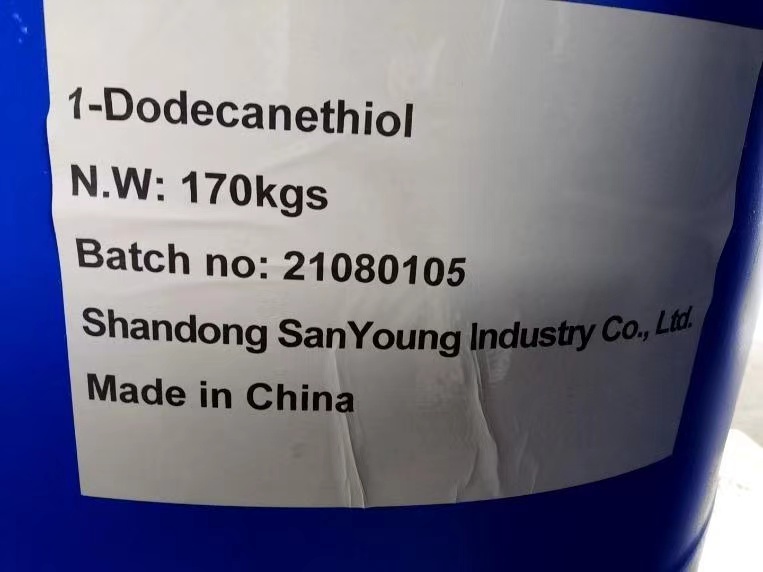 1-Dodecanethiol
N.W: 170kgs
Batch no: 21080105
Shandong SanYoung Industry Co., Ltd.
Made in China